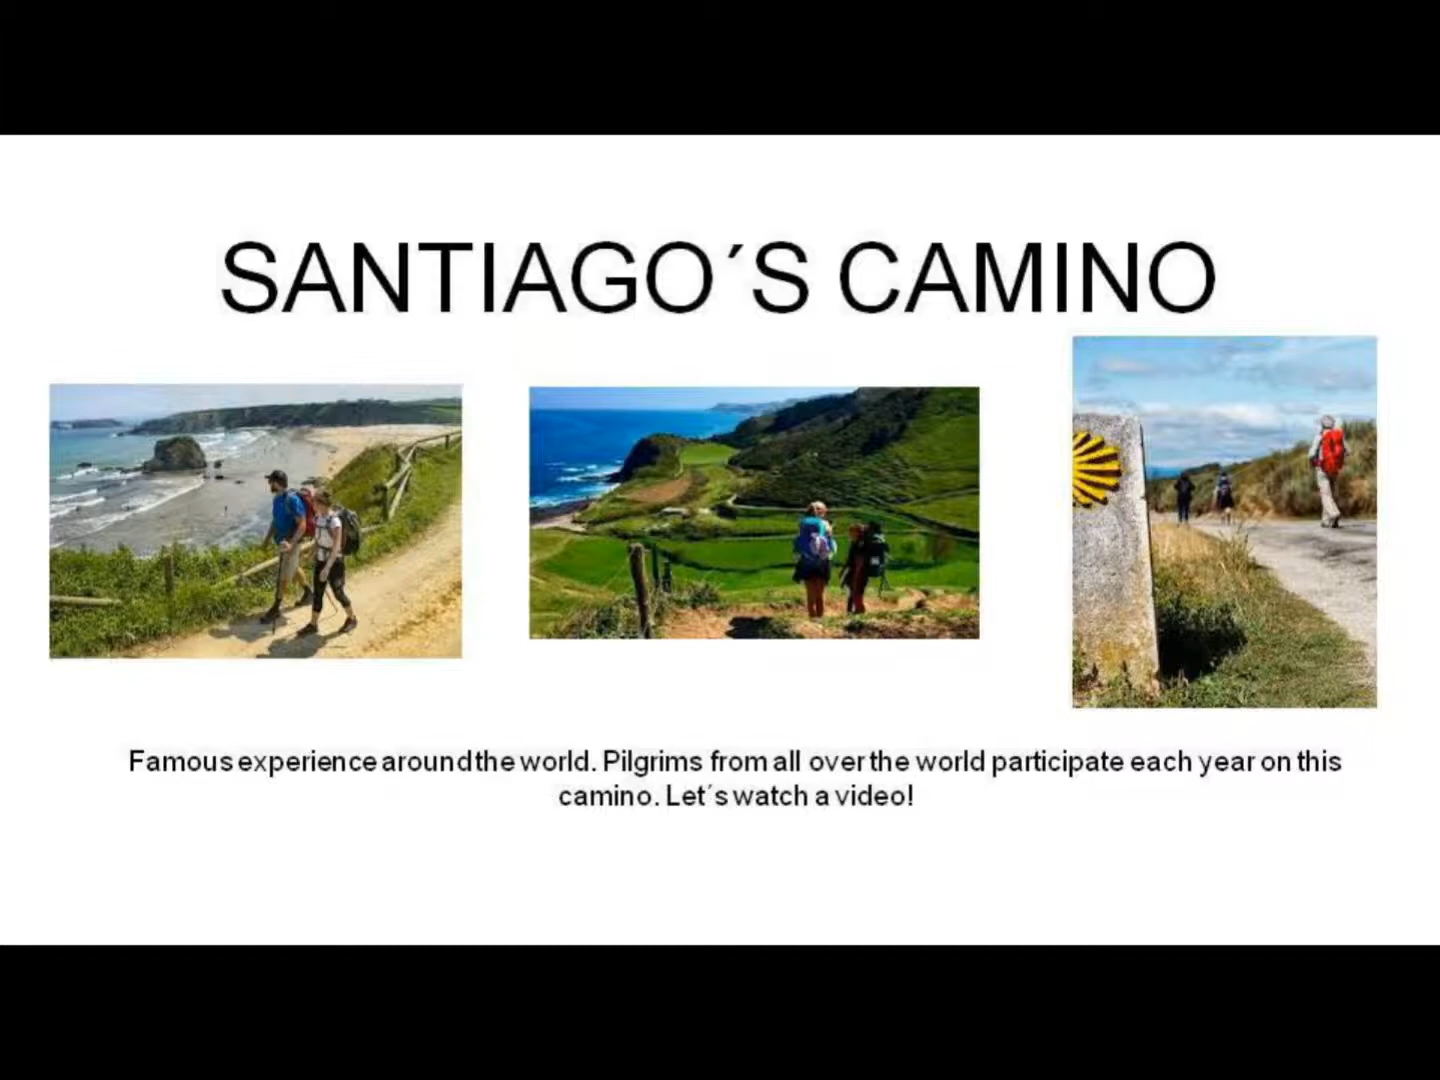 SANTIAGO´S CAMINO
Famous experience around the world. Pilgrims from all over the world participate each year on this
camino. Let´s watch a video!